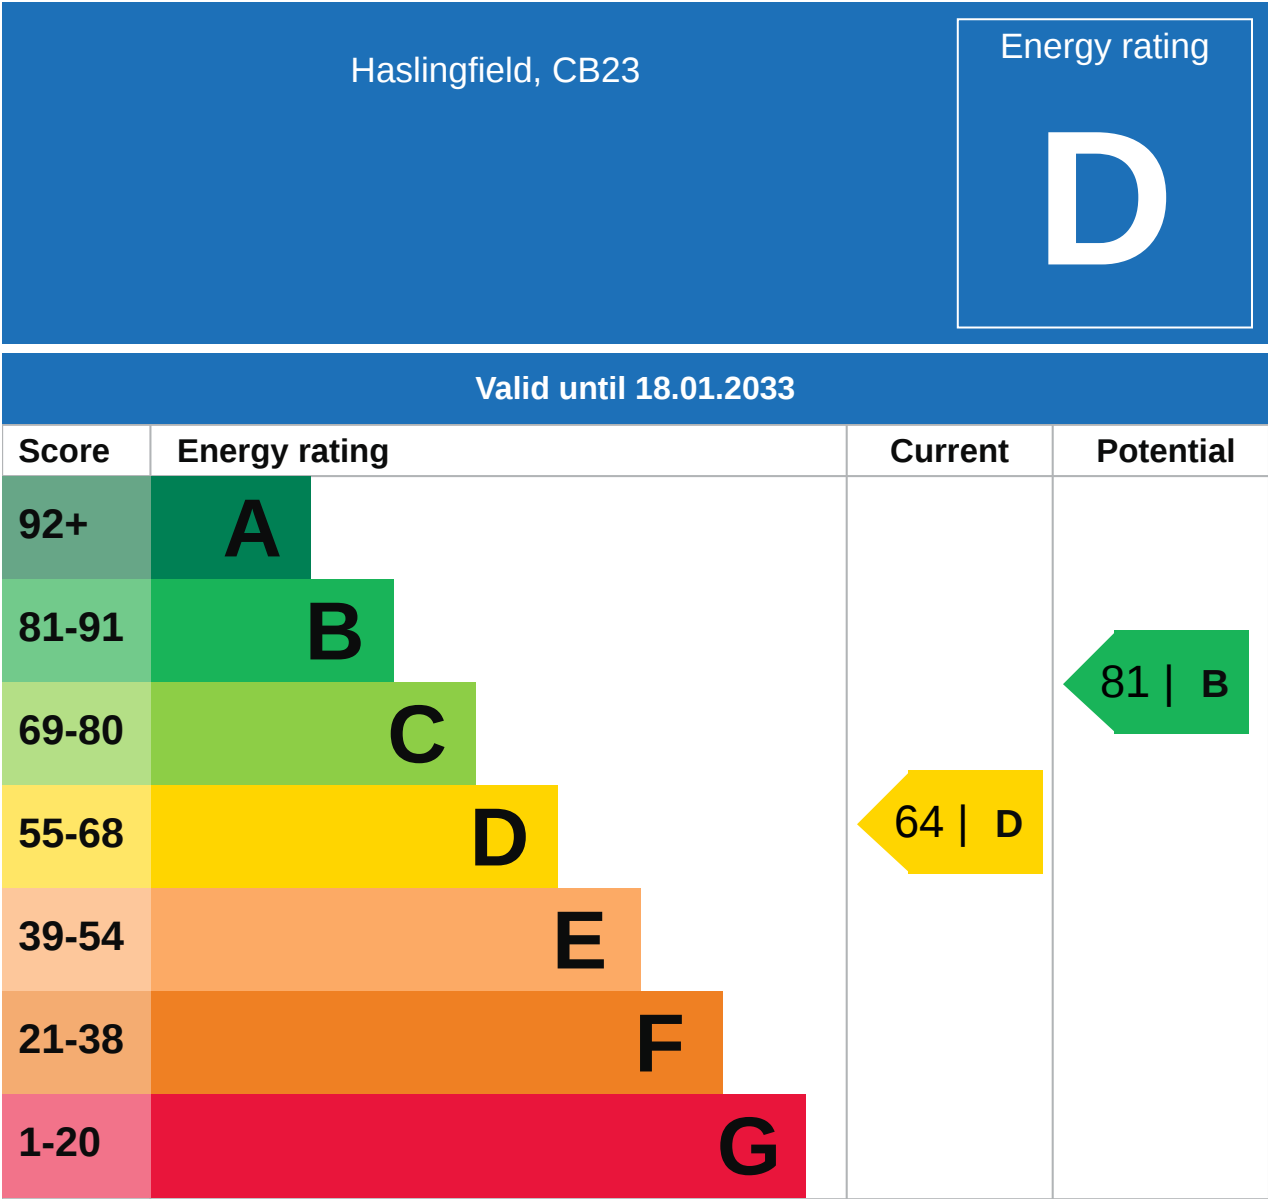 Haslingfield, CB23
Energy rating
D
Valid until 18.01.2033
Score Energy rating Current Potential
92+ A
81-91 B
81 | B
69-80 C
55-68 D
64 | D
39-54 E
21-38 F
1-20 G